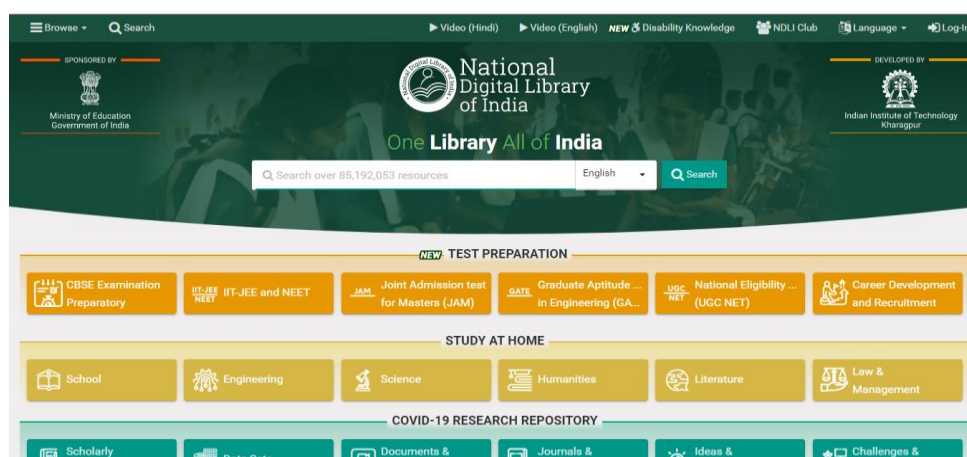 Browse Search Video (Hindi) Video (English) NEW Disability Knowledge NDLI Club Language Log-In
SPONSORED BY
Ministry of Education
Government of India
National
Digital Library
of India
DEVELOPED BY
Indian Institute of Technology
Kharagpur
One Library All of India
Search over 85,192,053 resources English Search
NEW TEST PREPARATION
CBSE Examination
Preparatory
IIT-JEE
NEET
IIT-JEE and NEET
JAM
Joint Admission test
for Masters (JAM)
GATE
Graduate Aptitude ...
in Engineering (GA...
UGC
NET
National Eligibility ...
(UGC NET)
Career Development
and Recruitment
STUDY AT HOME
School
Engineering
Science
Humanities
Literature
Law &
Management
COVID-19 RESEARCH REPOSITORY
Scholarly
Documents &
Journals &
Ideas &
Challenges &